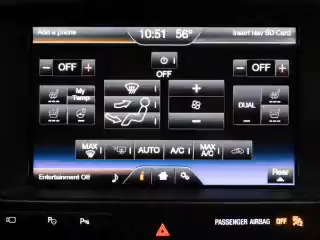 Add a phone 10:51 56° Insert Nav SD Card
OFF
OFF
OFF
My Temp
DUAL
MAX AUTO A/C MAX A/C
Entertainment Off
Rear
PASSENGER AIRBAG OFF